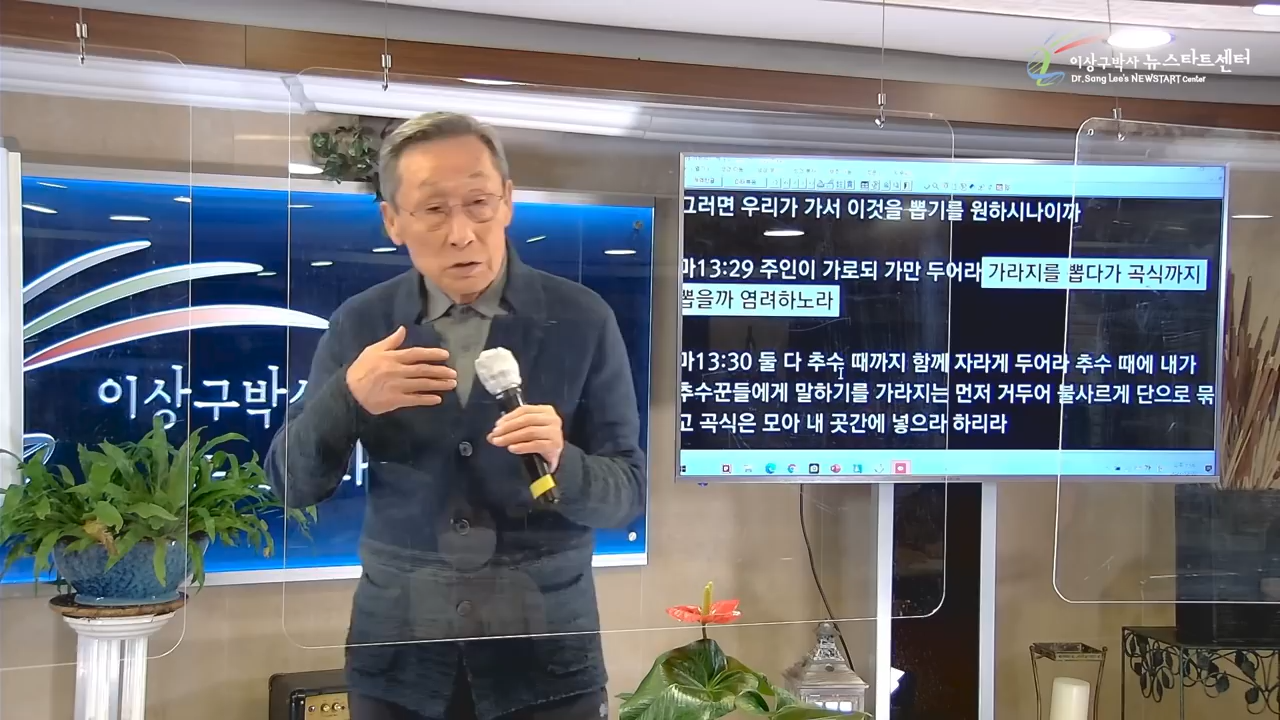 이상구박사 뉴스타트센터
Dr. Sang Lee's NEWSTART Center
그러면 우리가 가서 이것을 뽑기를 원하시나이까
마13:29 주인이 가로되 가만 두어라 가라지를 뽑다가 곡식까지
뽑을까 염려하노라
마13:30 둘 다 추수 때까지 함께 자라게 두어라 추수 때에 내가
추수꾼들에게 말하기를 가라지는 먼저 거두어 불사르게 단으로 묶
고 곡식은 모아 내 곳간에 넣으라 하리라
이상구박사